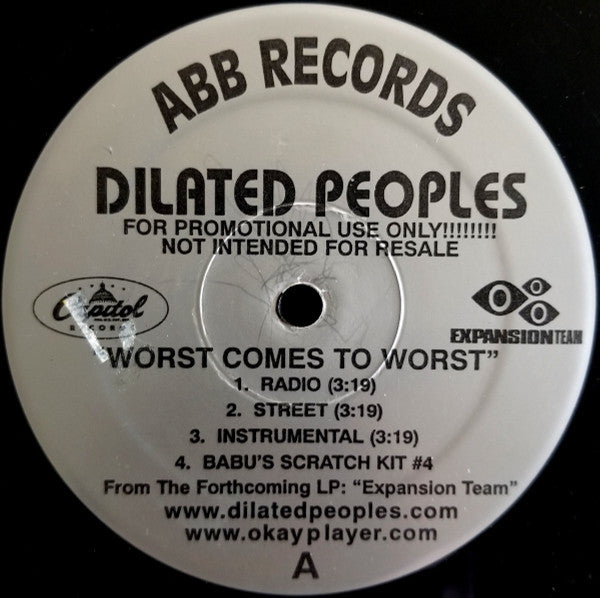 ABB RECORDS
DILATED PEOPLES
FOR PROMOTIONAL USE ONLY!!!!!!!!
NOT INTENDED FOR RESALE
Capitol
RECORDS
EXPANSIONTEAM
"WORST COMES TO WORST"
1. RADIO (3:19)
2. STREET (3:19)
3. INSTRUMENTAL (3:19)
4. BABU'S SCRATCH KIT #4
From The Forthcoming LP: "Expansion Team"
www.dilatedpeoples.com
www.okayplayer.com
A